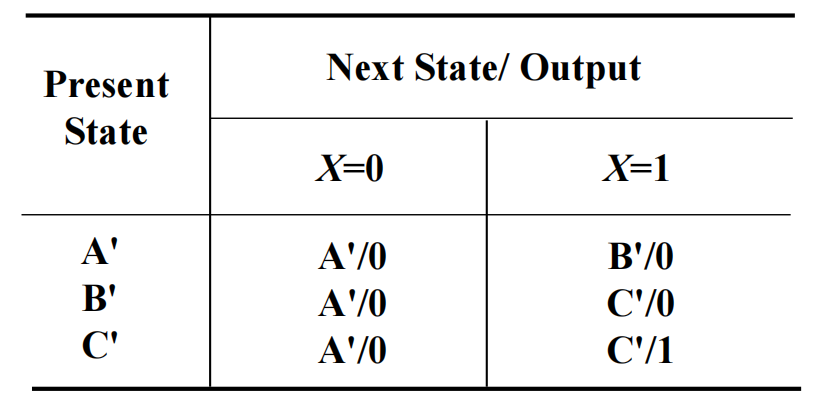 Present
State
Next State/ Output
X=0
X=1
A' A'/0 B'/0
B' A'/0 C'/0
C' A'/0 C'/1